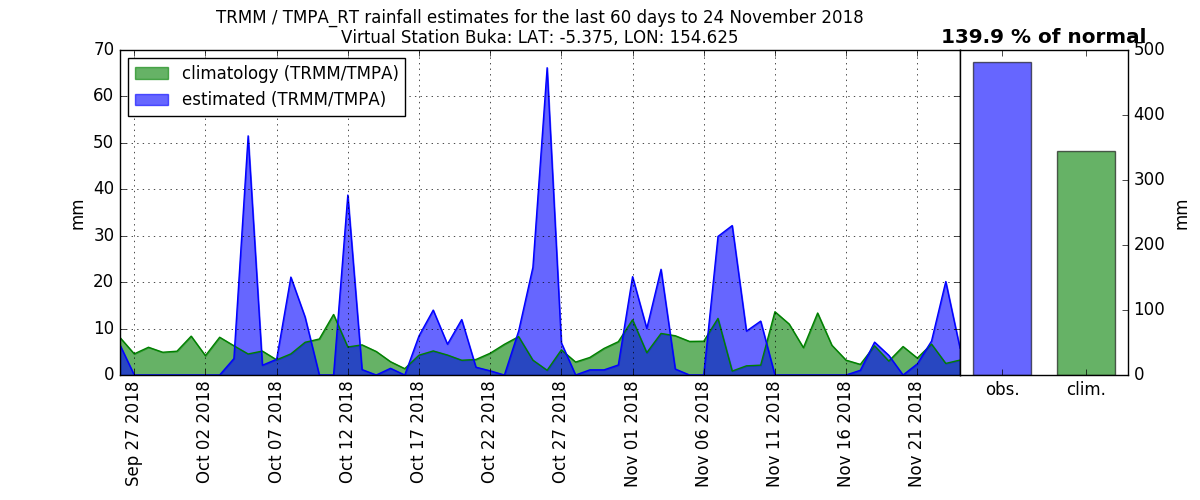 TRMM / TMPA_RT rainfall estimates for the last 60 days to 24 November 2018
Virtual Station Buka: LAT: -5.375, LON: 154.625
139.9 % of normal
climatology (TRMM/TMPA)
estimated (TRMM/TMPA)
mm
70
60
50
40
30
20
10
0
Sep 27 2018
Oct 02 2018
Oct 07 2018
Oct 12 2018
Oct 17 2018
Oct 22 2018
Oct 27 2018
Nov 01 2018
Nov 06 2018
Nov 11 2018
Nov 16 2018
Nov 21 2018
obs.
clim.
500
400
300
200
100
0
mm